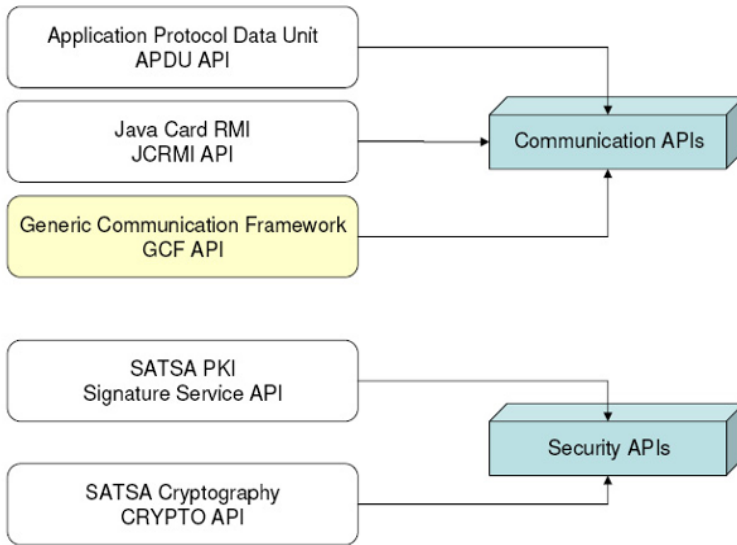 Application Protocol Data Unit
APDU API
Java Card RMI
JCRMI API
Communication APIs
Generic Communication Framework
GCF API
SATSA PKI
Signature Service API
Security APIs
SATSA Cryptography
CRYPTO API